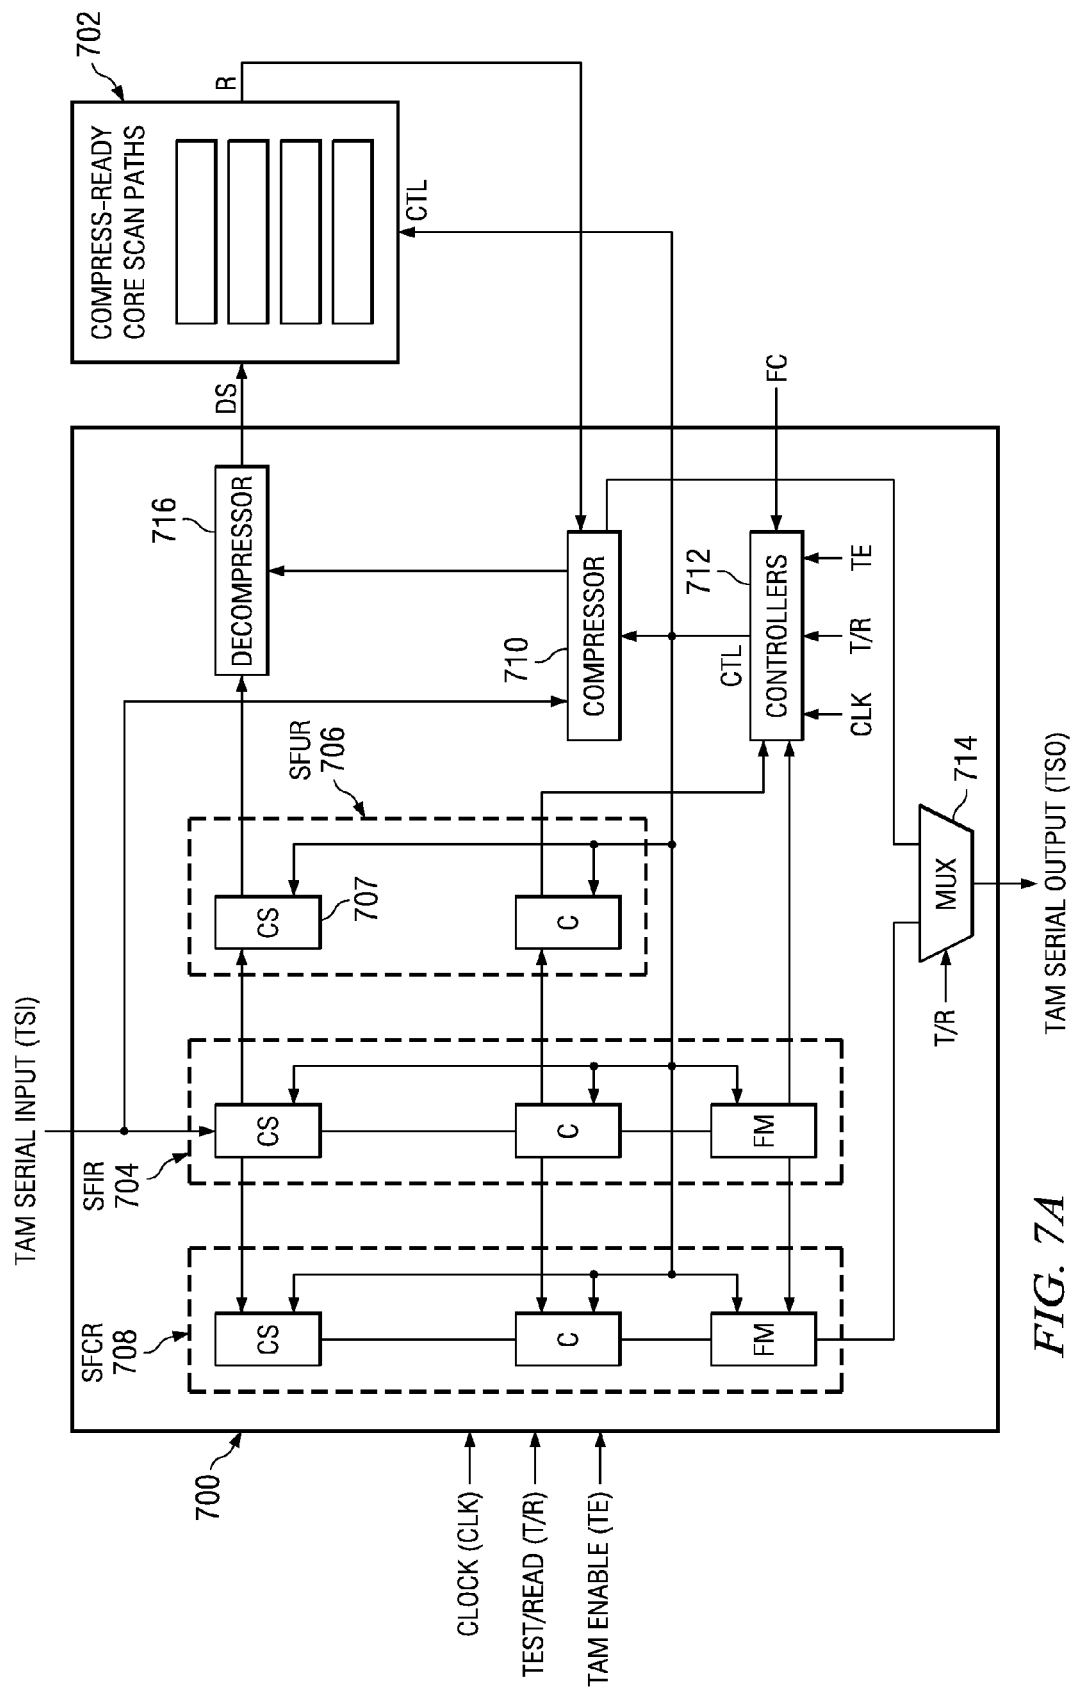 702
COMPRESS-READY
CORE SCAN PATHS
R
CTL
DS
716
DECOMPRESSOR
FC
710
COMPRESSOR
712
CONTROLLERS
CTL
TE
T/R
CLK
SFUR
706
CS
707
C
714
MUX
T/R
TAM SERIAL OUTPUT (TSO)
TAM SERIAL INPUT (TSI)
SFIR
704
CS
C
FM
SFCR
708
CS
C
FM
700
CLOCK (CLK)
TEST/READ (T/R)
TAM ENABLE (TE)
FIG. 7A